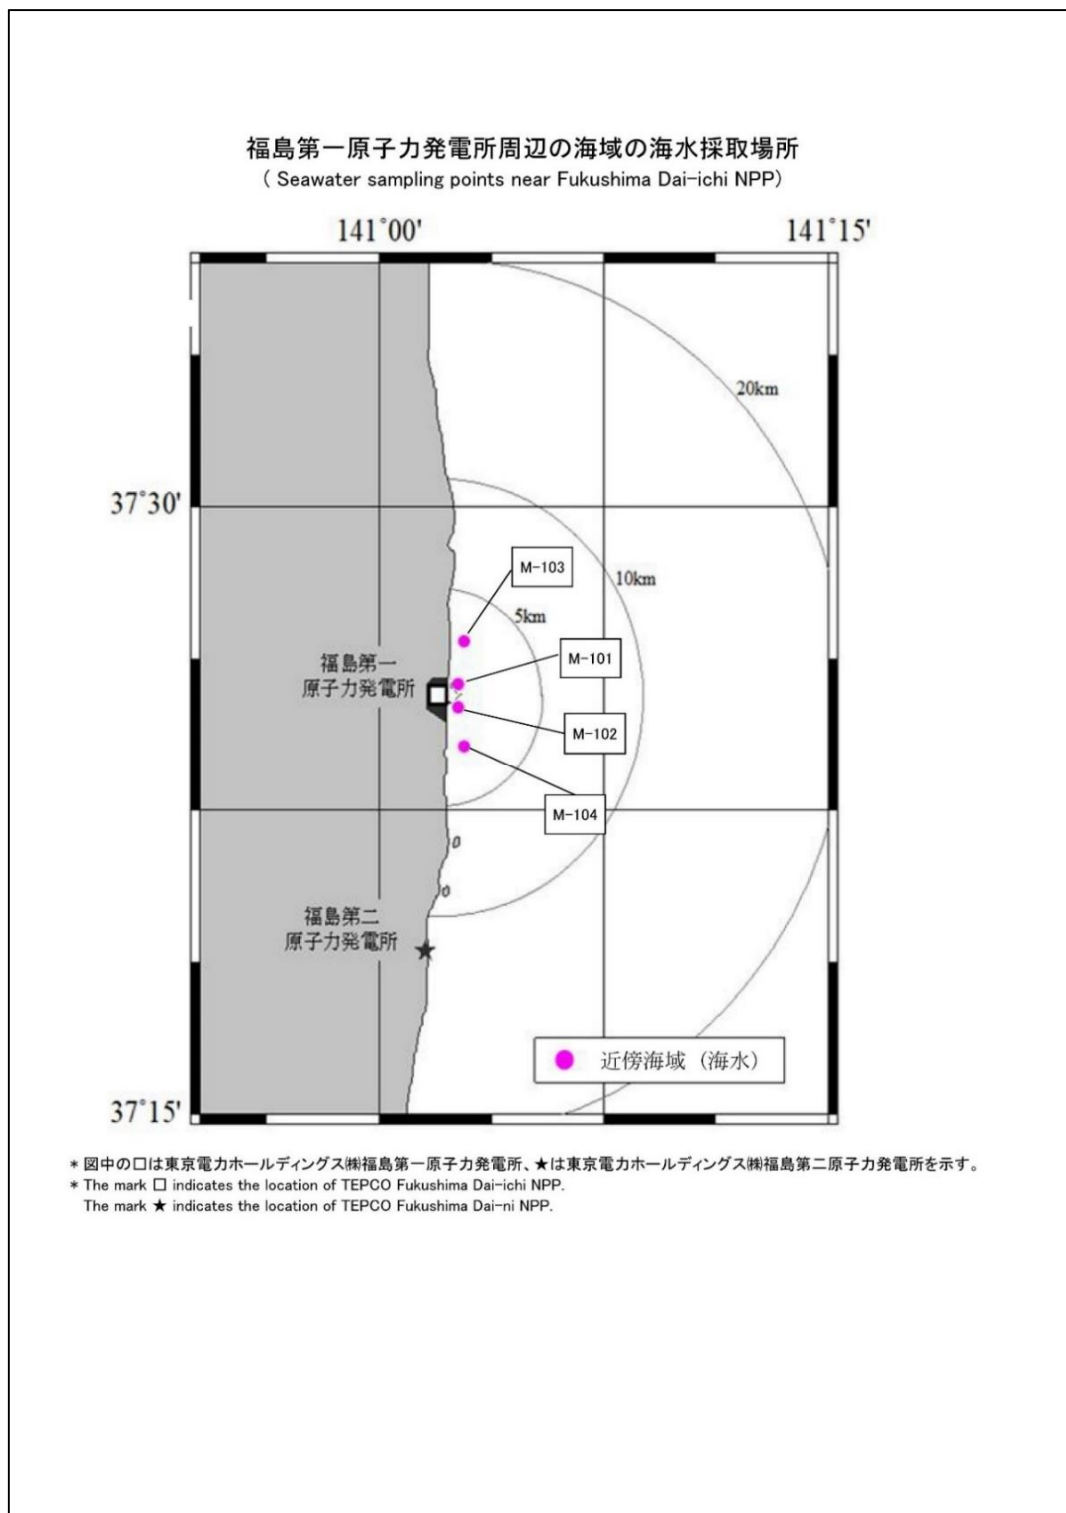 福島第一原子力発電所周辺の海域の海水採取場所
( Seawater sampling points near Fukushima Dai-ichi NPP)
141°00' 141°15'
20km
37°30'
M-103
10km
5km
M-101
福島第一
原子力発電所
M-102
M-104
福島第二
原子力発電所
近傍海域 (海水)
37°15'
* 図中の□は東京電力ホールディングス㈱福島第一原子力発電所、★は東京電力ホールディングス㈱福島第二原子力発電所を示す。
* The mark □ indicates the location of TEPCO Fukushima Dai-ichi NPP.
The mark ★ indicates the location of TEPCO Fukushima Dai-ni NPP.